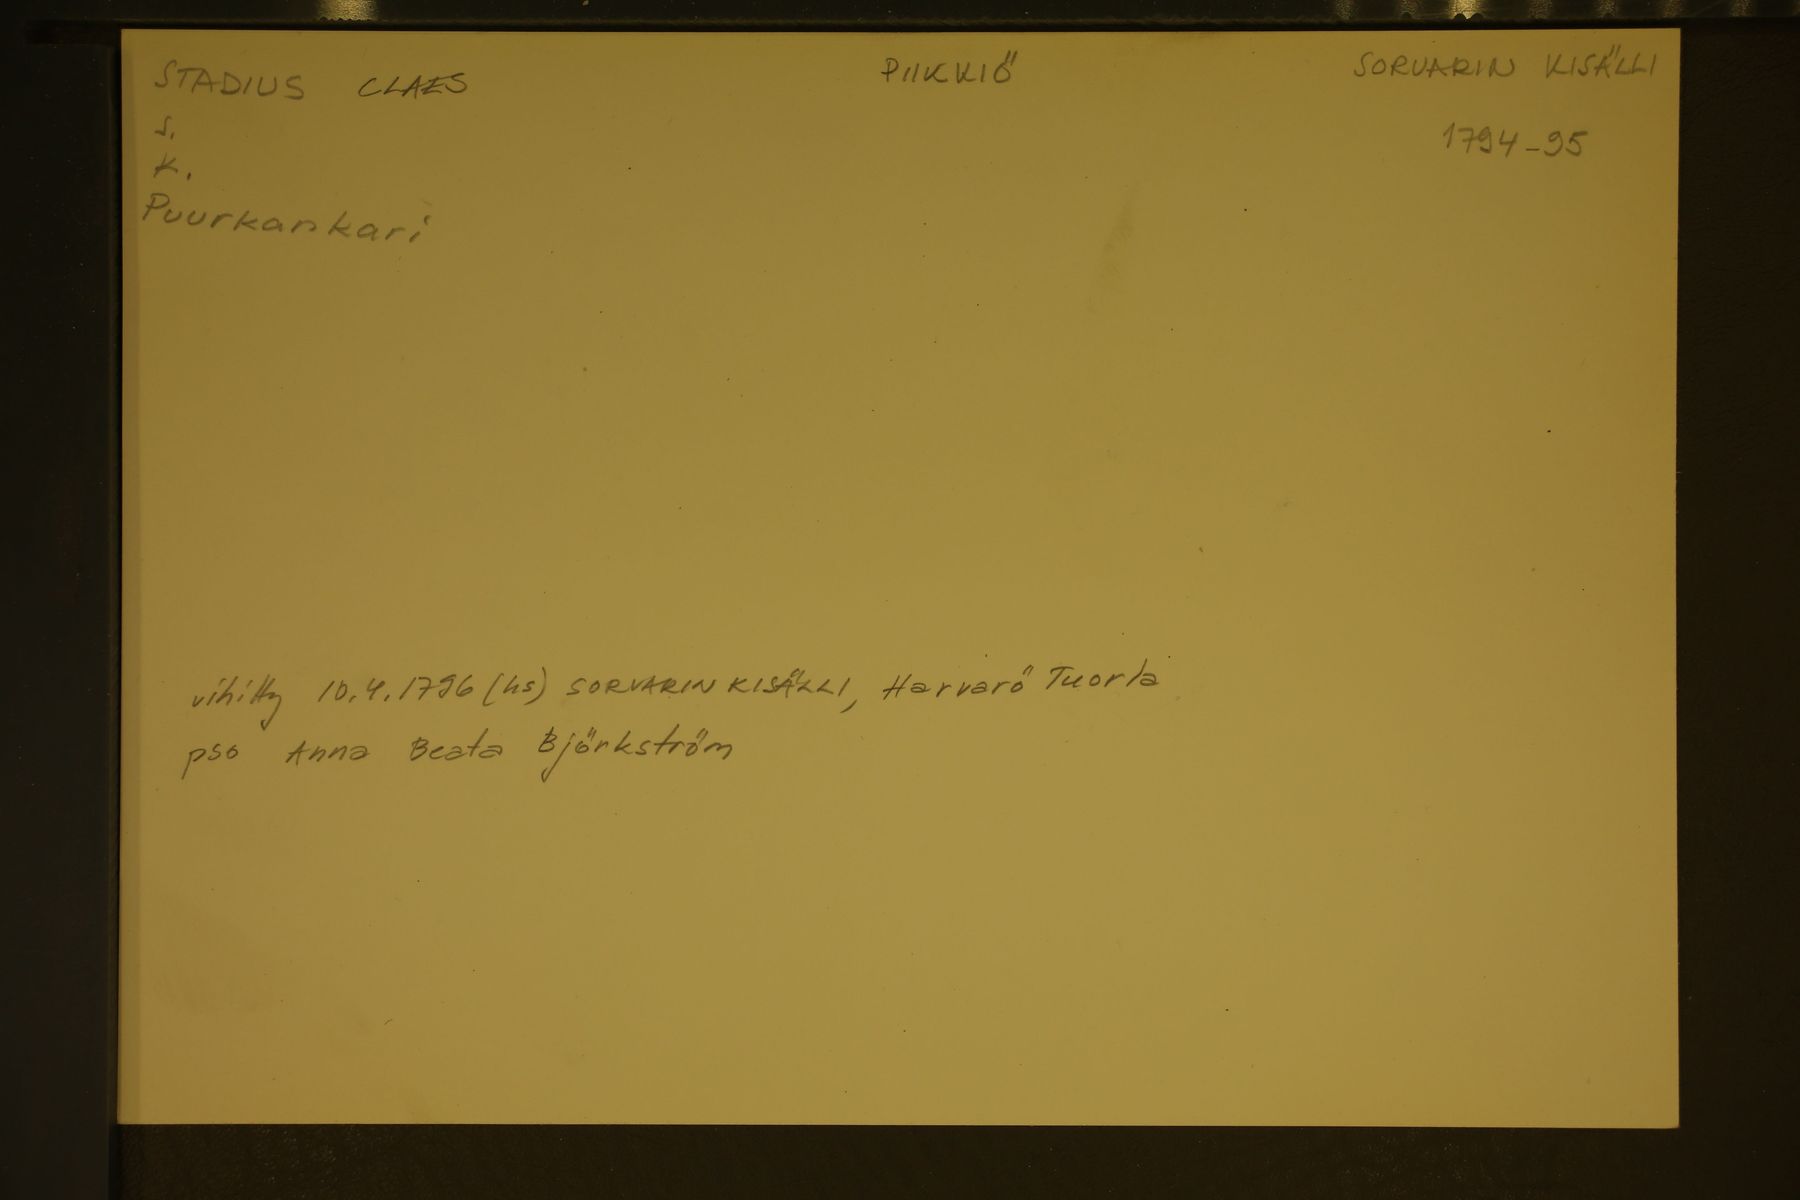 STADIUS CLAES PIIKKIÖ SORVARIN KISÄLLI
s. 1794-95
k.
Puurkankari
vihitty 10.4.1796 (hs) SORVARIN KISÄLLI, Harvarö Tuorla
pso Anna Beata Björkström